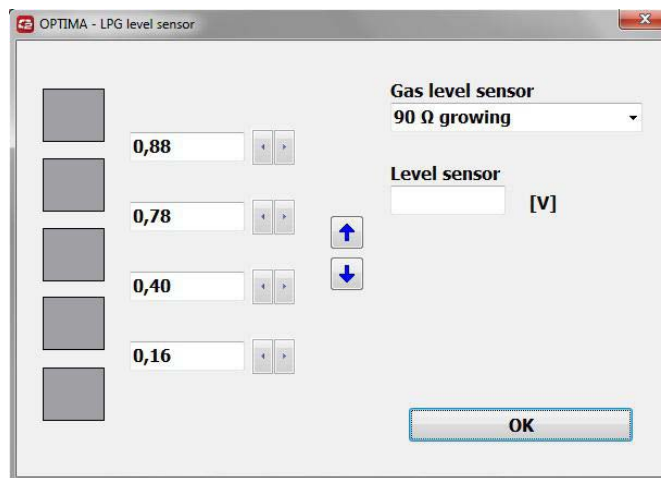 OPTIMA - LPG level sensor
Gas level sensor
90 Ω growing
0,88
Level sensor
[V]
0,78
0,40
0,16
OK